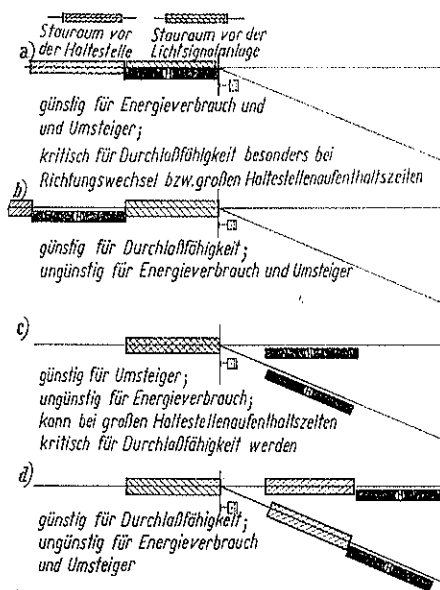 Stauraum vor
der Haltestelle
Stauraum vor der
Lichtsignalanlage
a)
günstig für Energieverbrauch und
und Umsteiger;
kritisch für Durchlaßfähigkeit besonders bei
Richtungswechsel bzw. großen Haltestellenaufenthaltszeiten
b)
günstig für Durchlaßfähigkeit;
ungünstig für Energieverbrauch und Umsteiger
c)
günstig für Umsteiger;
ungünstig für Energieverbrauch;
kann bei großen Haltestellenaufenthaltszeiten
kritisch für Durchlaßfähigkeit werden
d)
günstig für Durchlaßfähigkeit;
ungünstig für Energieverbrauch
und Umsteiger